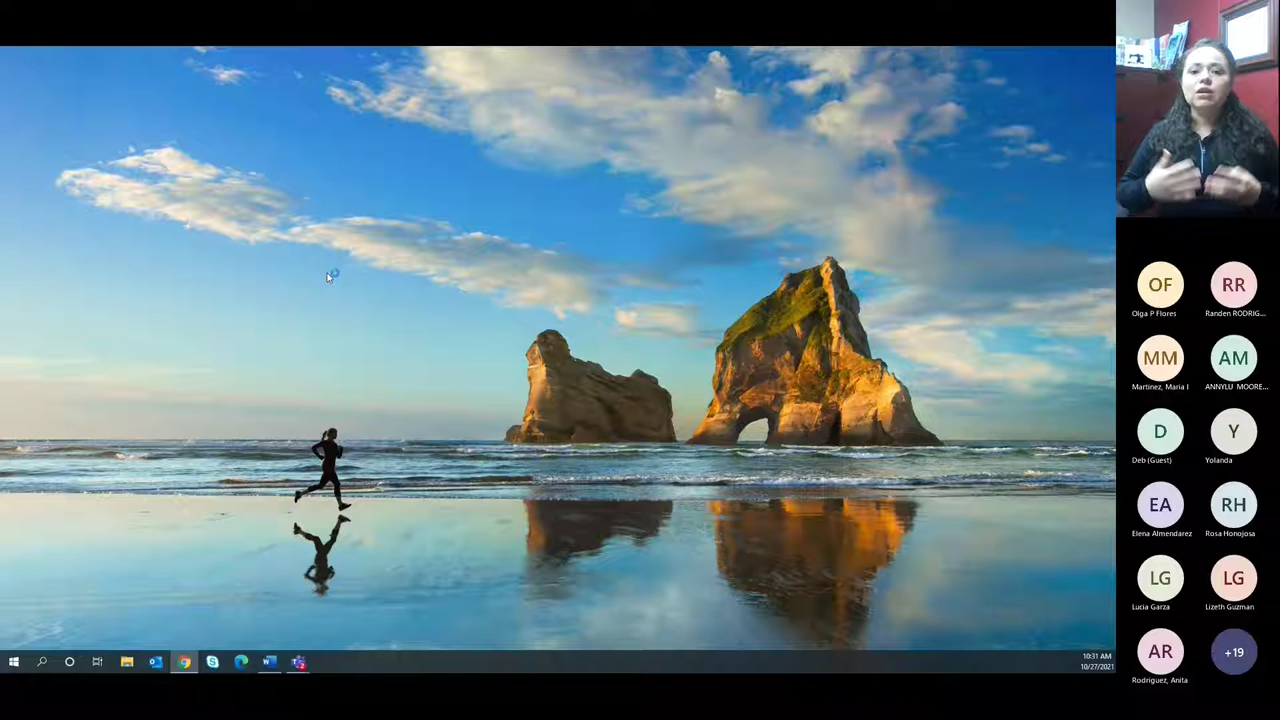 OF
RR
Olga P Flores
Randen RODRIG...
MM
AM
Martinez, Maria I
ANNYLU MOORE...
D
Y
Deb (Guest)
Yolanda
EA
RH
Elena Almendarez
Rosa Honojosa
LG
LG
Lucia Garza
Lizeth Guzman
AR
+19
Rodriguez, Anita
10:31 AM
10/27/2021